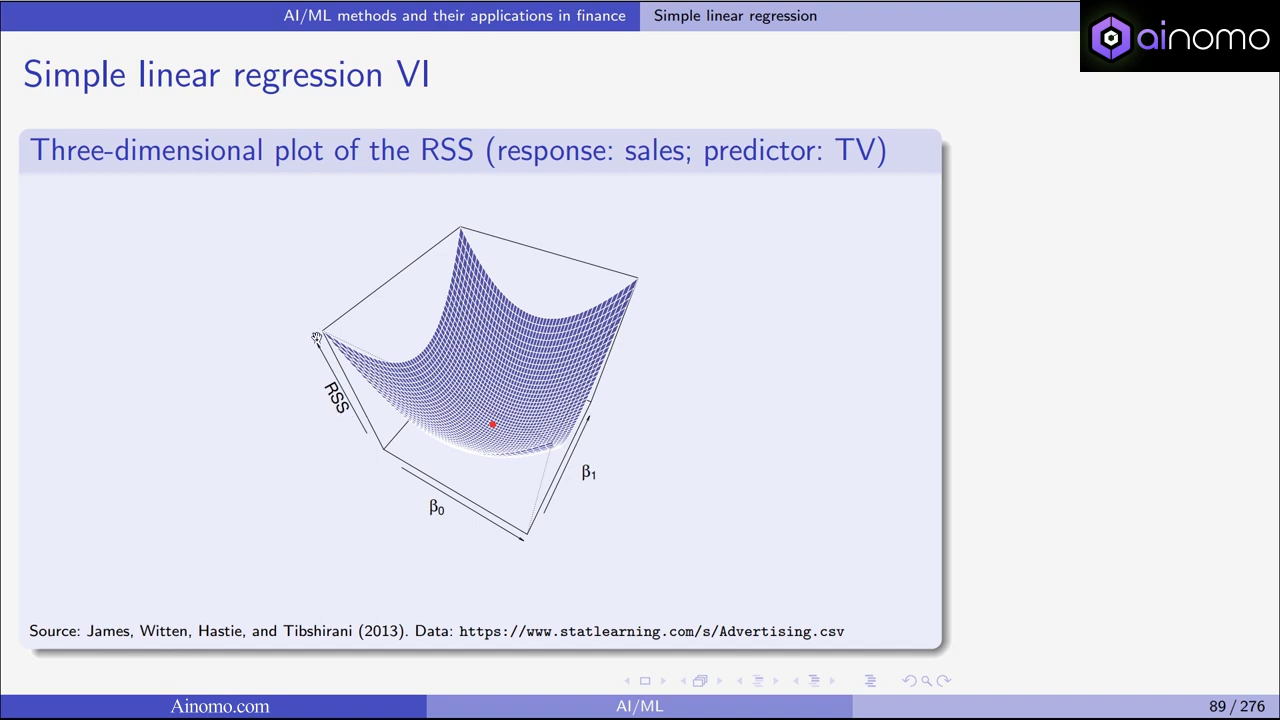 AI/ML methods and their applications in finance
Simple linear regression
ainomo
Simple linear regression VI
Three-dimensional plot of the RSS (response: sales; predictor: TV)
RSS
β₁
β₀
Source: James, Witten, Hastie, and Tibshirani (2013). Data: https://www.statlearning.com/s/Advertising.csv
Ainomo.com
AI/ML
89 / 276